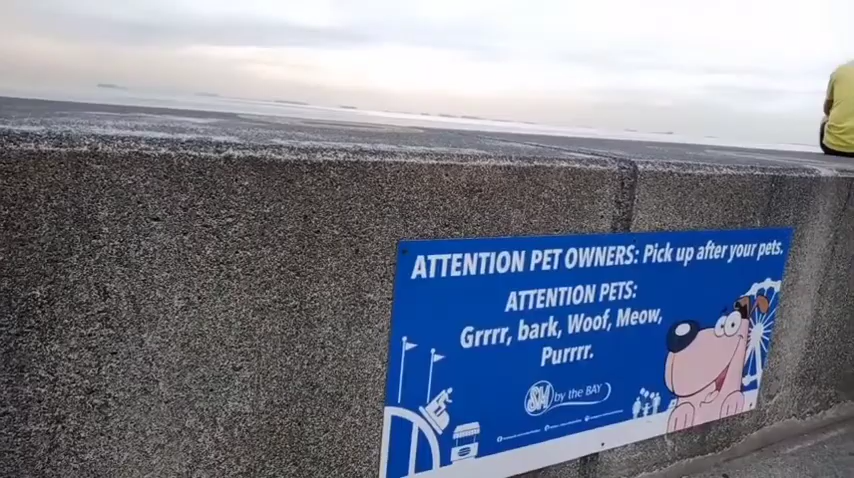 ATTENTION PET OWNERS: Pick up after your pets.
ATTENTION PETS:
Grrrr, bark, Woof, Meow,
Purrrr.
SM by the BAY